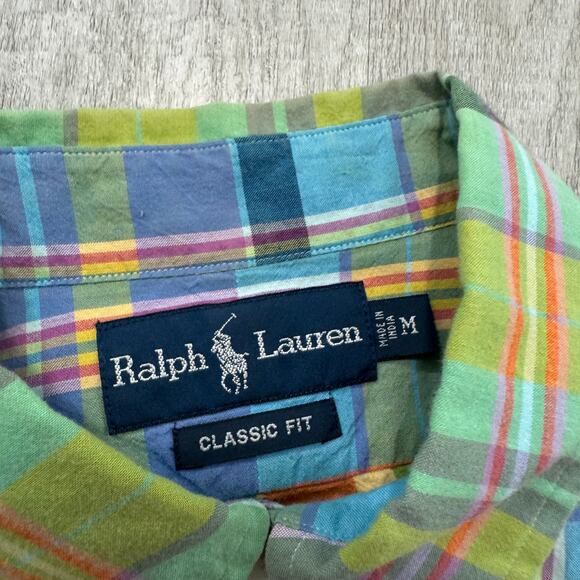 Ralph Lauren
MADE IN
INDIA
M
CLASSIC FIT